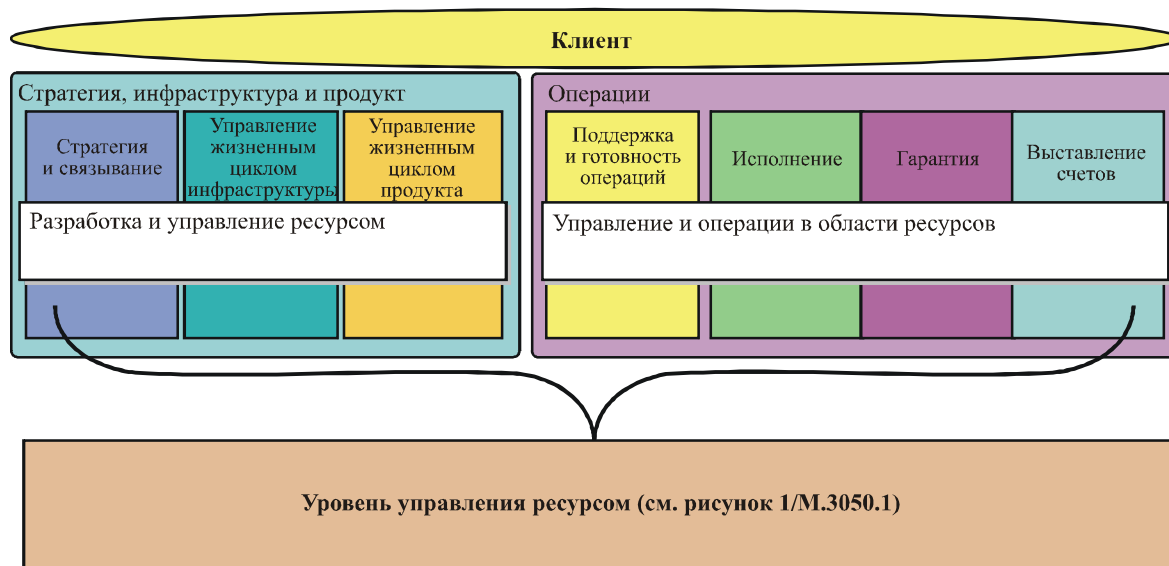 Клиент
Стратегия, инфраструктура и продукт
Стратегия
и связывание
Управление
жизненным
циклом
инфраструктуры
Управление
жизненным
циклом
продукта
Разработка и управление ресурсом
Операции
Поддержка
и готовность
операций
Исполнение
Гарантия
Выставление
счетов
Управление и операции в области ресурсов
Уровень управления ресурсом (см. рисунок 1/M.3050.1)